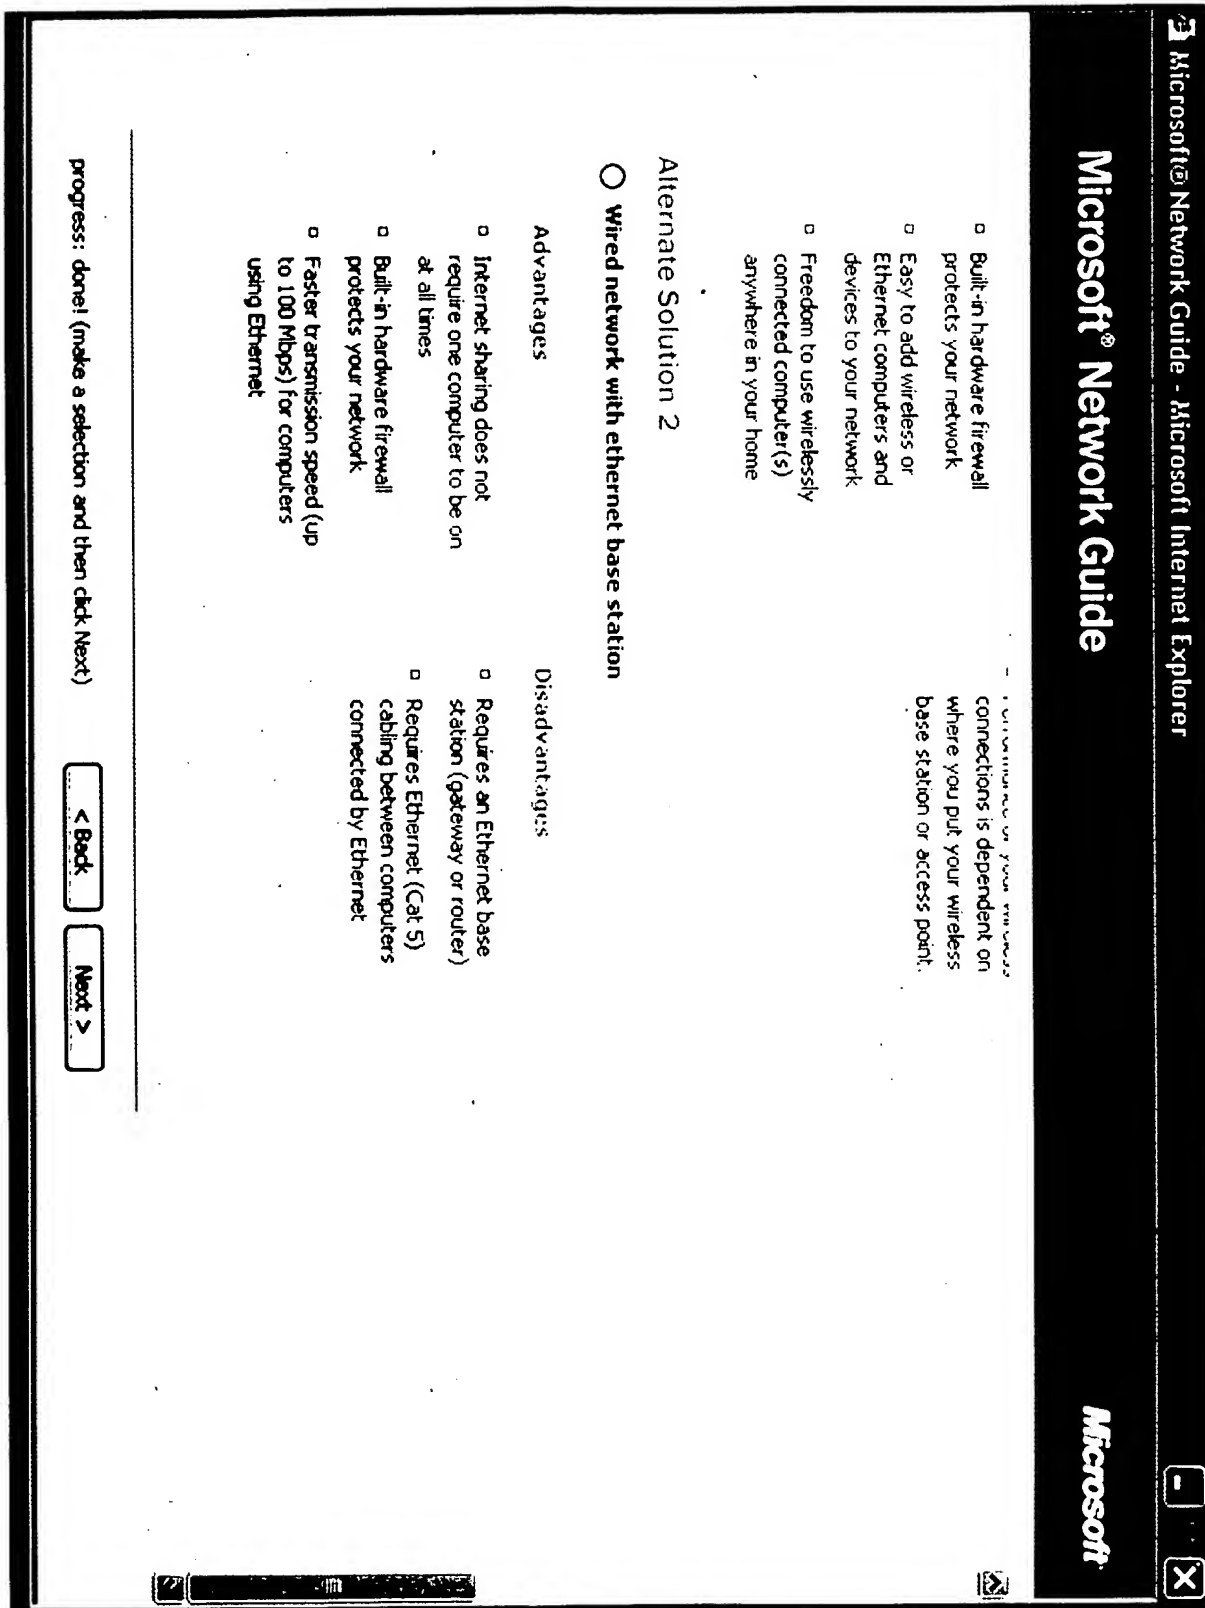 Microsoft® Network Guide - Microsoft Internet Explorer
Microsoft® Network Guide
Microsoft
Built-in hardware firewall
protects your network
Easy to add wireless or
Ethernet computers and
devices to your network
Freedom to use wirelessly
connected computer(s)
anywhere in your home
connections is dependent on
where you put your wireless
base station or access point.
Alternate Solution 2
Wired network with ethernet base station
Advantages
Internet sharing does not
require one computer to be on
at all times
Built-in hardware firewall
protects your network
Faster transmission speed (up
to 100 Mbps) for computers
using Ethernet
Disadvantages
Requires an Ethernet base
station (gateway or router)
Requires Ethernet (Cat 5)
cabling between computers
connected by Ethernet
progress: done! (make a selection and then click Next)
< Back
Next >